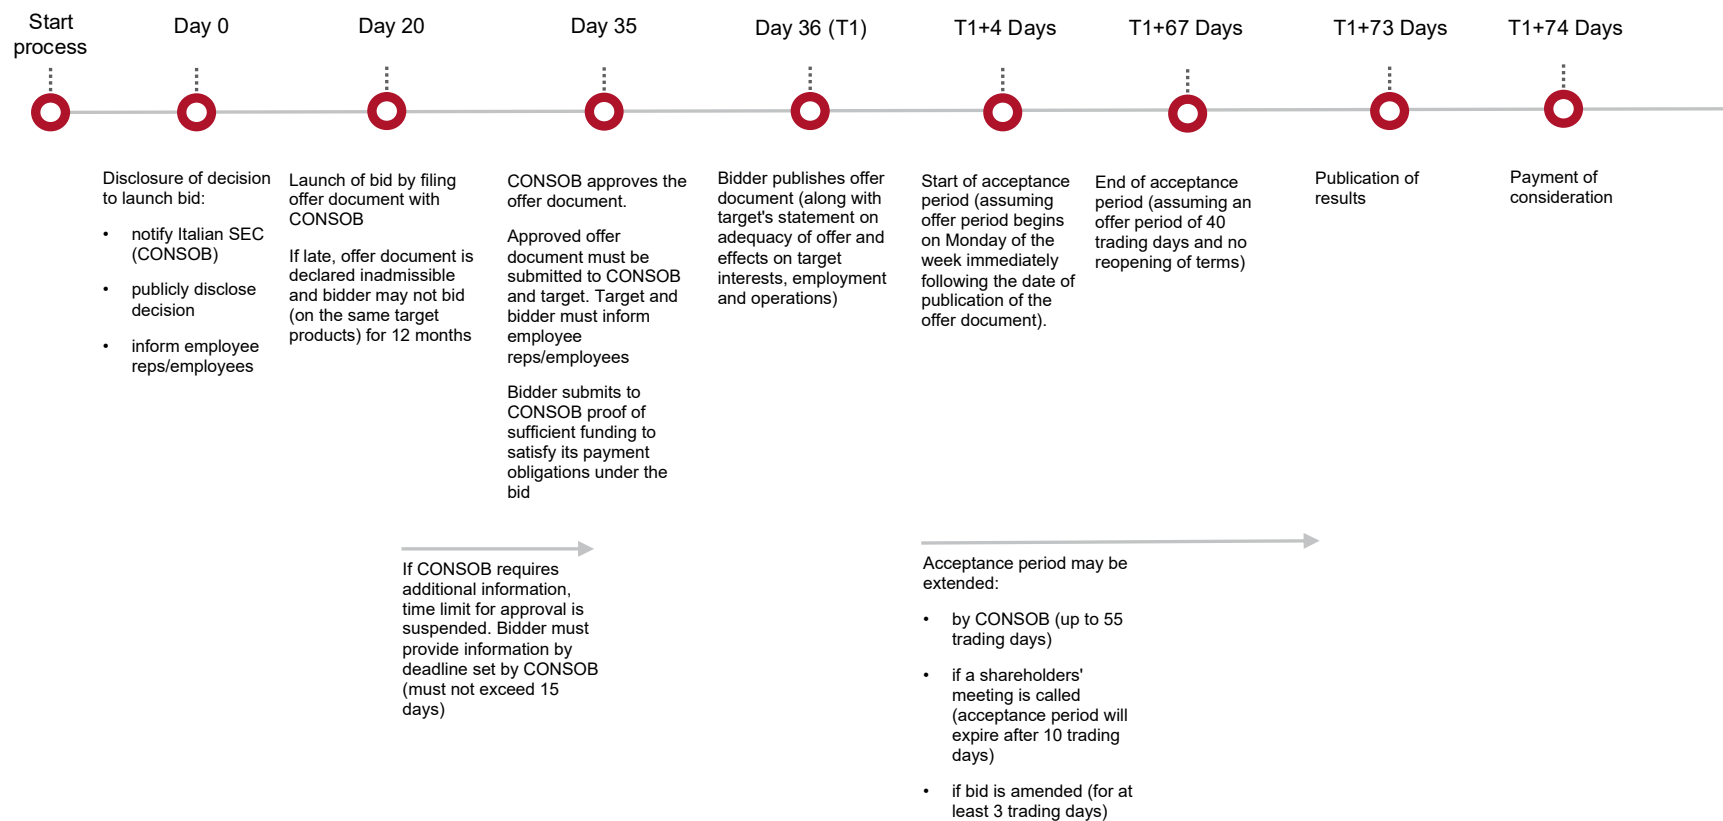 Start
process
Day 0
Day 20
Day 35
Day 36 (T1)
T1+4 Days
T1+67 Days
T1+73 Days
T1+74 Days
Disclosure of decision
to launch bid:
• notify Italian SEC
(CONSOB)
• publicly disclose
decision
• inform employee
reps/employees
Launch of bid by filing
offer document with
CONSOB
If late, offer document is
declared inadmissible
and bidder may not bid
(on the same target
products) for 12 months
CONSOB approves the
offer document.
Approved offer
document must be
submitted to CONSOB
and target. Target and
bidder must inform
employee
reps/employees
Bidder submits to
CONSOB proof of
sufficient funding to
satisfy its payment
obligations under the
bid
Bidder publishes offer
document (along with
target's statement on
adequacy of offer and
effects on target
interests, employment
and operations)
Start of acceptance
period (assuming
offer period begins
on Monday of the
week immediately
following the date of
publication of the
offer document).
End of acceptance
period (assuming an
offer period of 40
trading days and no
reopening of terms)
Publication of
results
Payment of
consideration
If CONSOB requires
additional information,
time limit for approval is
suspended. Bidder must
provide information by
deadline set by CONSOB
(must not exceed 15
days)
Acceptance period may be
extended:
• by CONSOB (up to 55
trading days)
• if a shareholders'
meeting is called
(acceptance period will
expire after 10 trading
days)
• if bid is amended (for at
least 3 trading days)